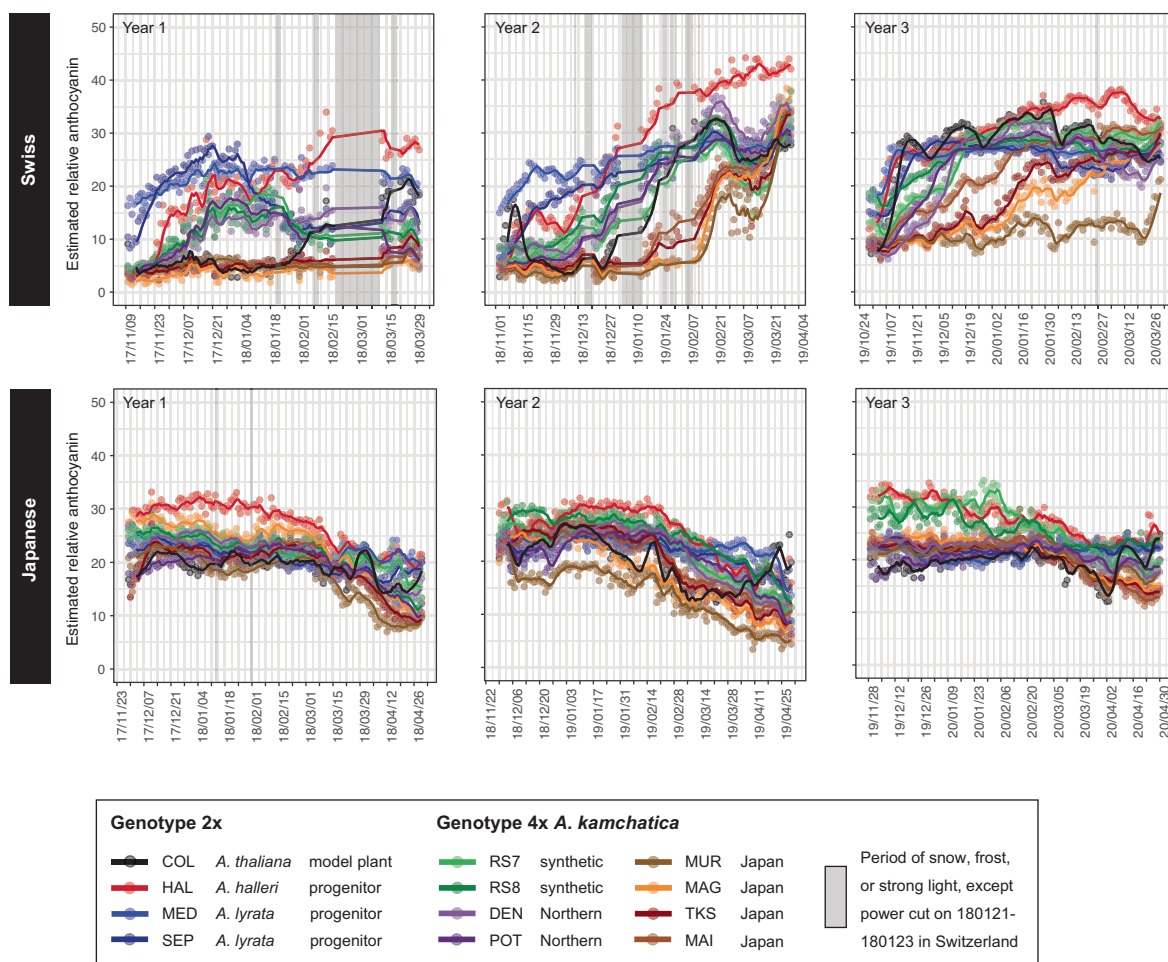 Swiss
Estimated relative anthocyanin
Year 1
50
40
30
20
10
0
17/11/09
17/11/23
17/12/07
17/12/21
18/01/04
18/01/18
18/02/01
18/02/15
18/03/01
18/03/15
18/03/29
Year 2
18/11/01
18/11/15
18/11/29
18/12/13
18/12/27
19/01/10
19/01/24
19/02/07
19/02/21
19/03/07
19/03/21
19/04/04
Year 3
19/10/24
19/11/07
19/11/21
19/12/05
19/12/19
20/01/02
20/01/16
20/01/30
20/02/13
20/02/27
20/03/12
20/03/26
Japanese
Estimated relative anthocyanin
Year 1
50
40
30
20
10
0
17/11/23
17/12/07
17/12/21
18/01/04
18/01/18
18/02/01
18/02/15
18/03/01
18/03/15
18/03/29
18/04/12
18/04/26
Year 2
18/11/22
18/12/06
18/12/20
19/01/03
19/01/17
19/01/31
19/02/14
19/02/28
19/03/14
19/03/28
19/04/11
19/04/25
Year 3
19/11/28
19/12/12
19/12/26
20/01/09
20/01/23
20/02/06
20/02/20
20/03/05
20/03/19
20/04/02
20/04/16
20/04/30
Genotype 2x
COL A. thaliana model plant
HAL A. halleri progenitor
MED A. lyrata progenitor
SEP A. lyrata progenitor
Genotype 4x A. kamchatica
RS7 synthetic
RS8 synthetic
DEN Northern
POT Northern
MUR Japan
MAG Japan
TKS Japan
MAI Japan
Period of snow, frost,
or strong light, except
power cut on 180121-
180123 in Switzerland